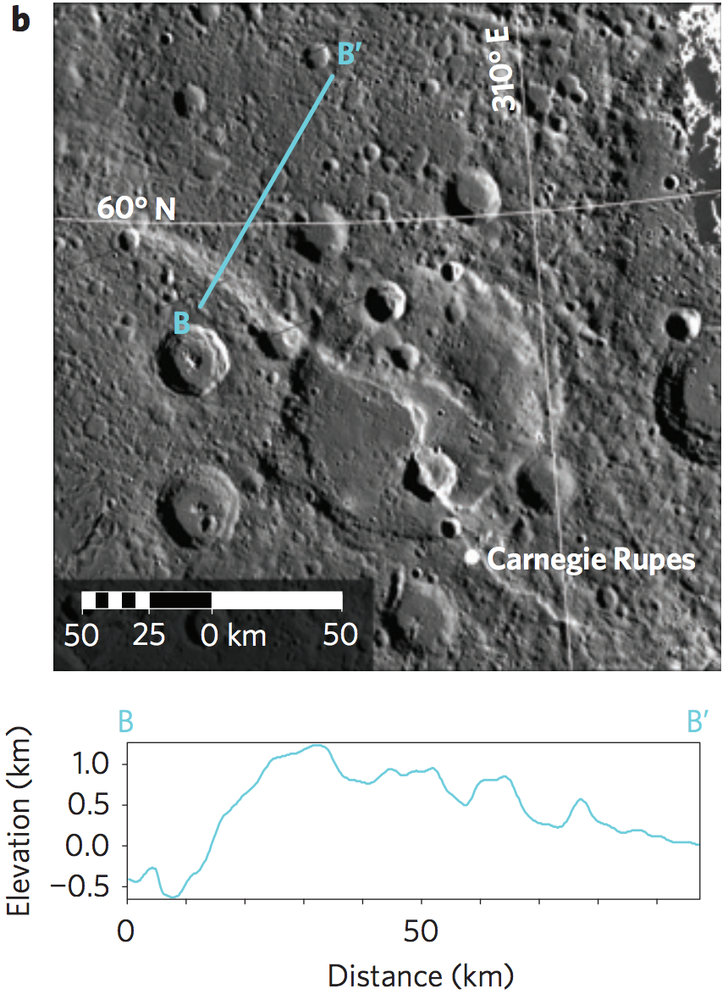 b
B′
310° E
60° N
B
Carnegie Rupes
50 25 0 km 50
B B′
Elevation (km)
1.0
0.5
0.0
−0.5
0 50
Distance (km)